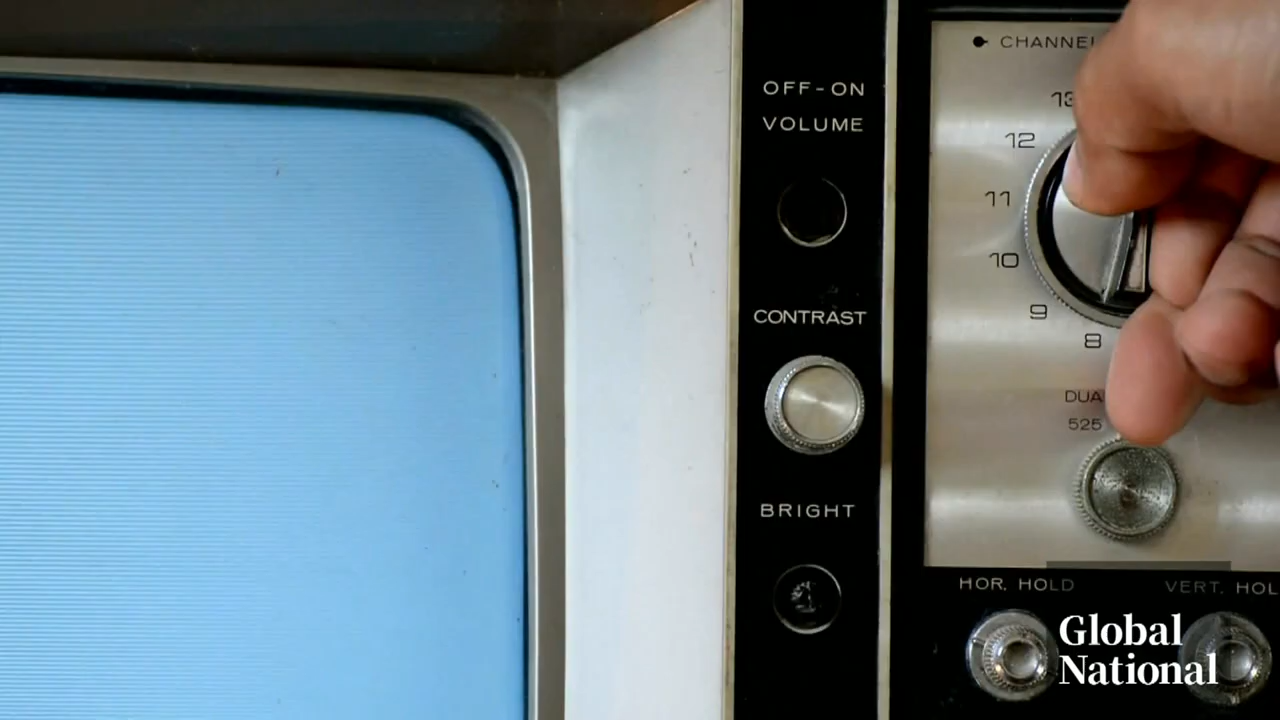 OFF-ON
VOLUME
CONTRAST
BRIGHT
CHANNEL
13
12
11
10
9
8
525
HOR. HOLD
VERT. HOL
Global
National